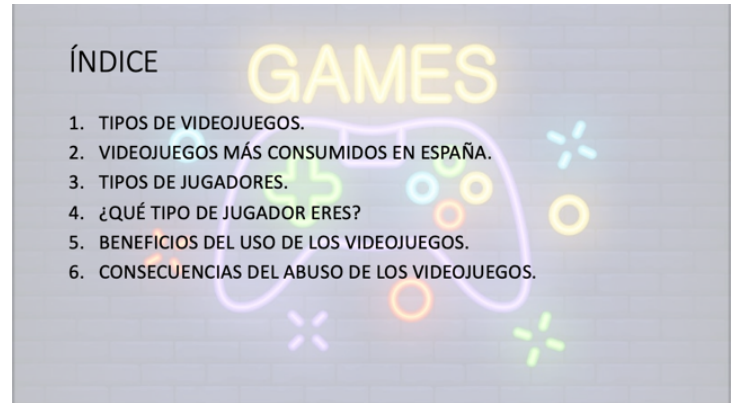 ÍNDICE
GAMES
1. TIPOS DE VIDEOJUEGOS.
2. VIDEOJUEGOS MÁS CONSUMIDOS EN ESPAÑA.
3. TIPOS DE JUGADORES.
4. ¿QUÉ TIPO DE JUGADOR ERES?
5. BENEFICIOS DEL USO DE LOS VIDEOJUEGOS.
6. CONSECUENCIAS DEL ABUSO DE LOS VIDEOJUEGOS.